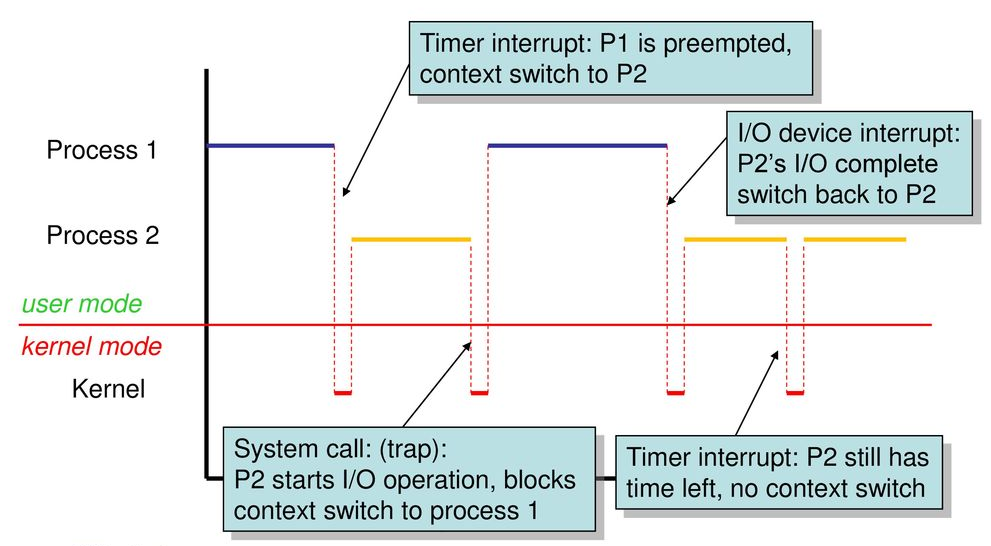 Timer interrupt: P1 is preempted,
context switch to P2
I/O device interrupt:
P2's I/O complete
switch back to P2
Process 1
Process 2
user mode
kernel mode
Kernel
System call: (trap):
P2 starts I/O operation, blocks
context switch to process 1
Timer interrupt: P2 still has
time left, no context switch